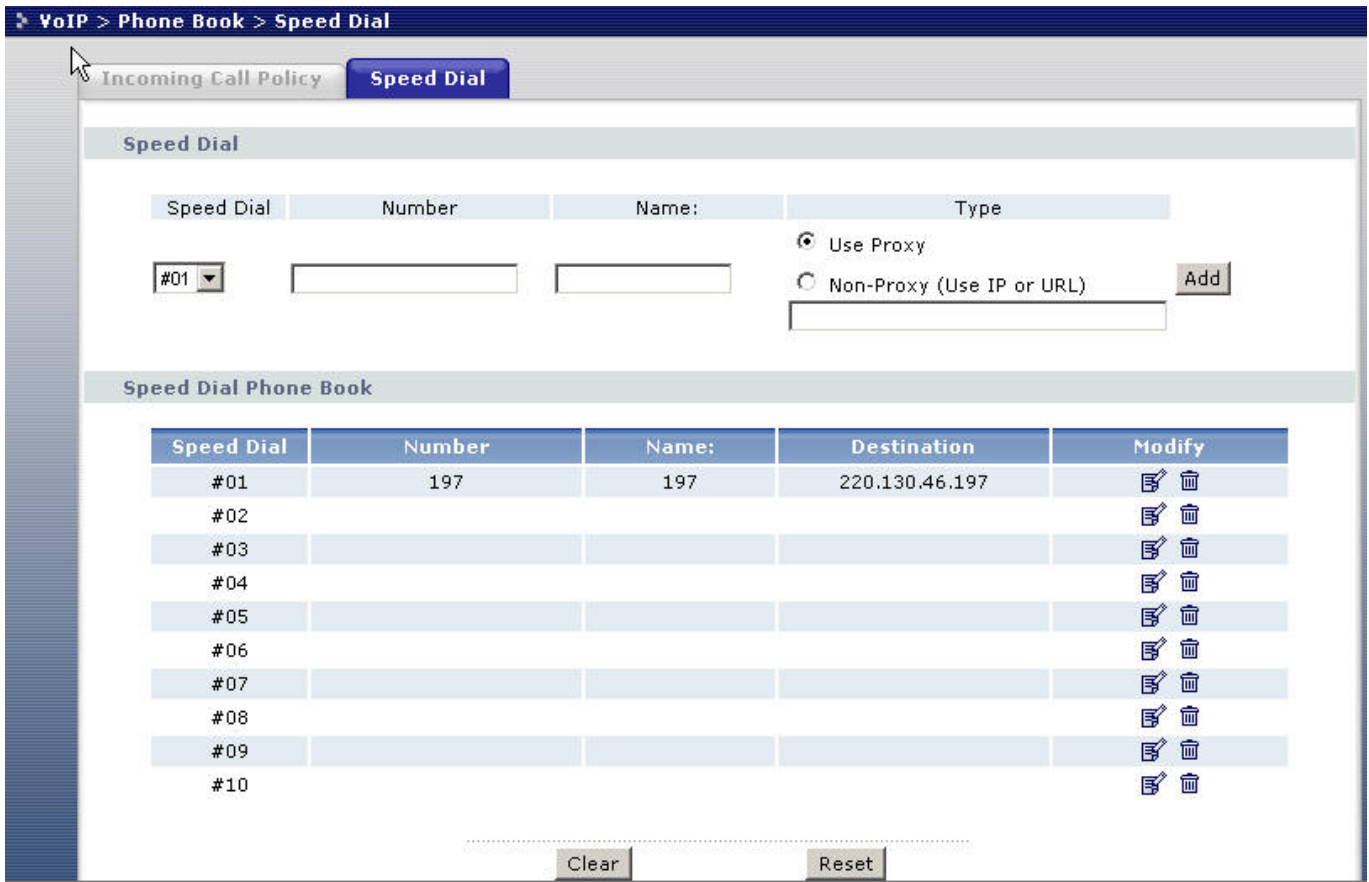 VoIP > Phone Book > Speed Dial
Incoming Call Policy Speed Dial
Speed Dial
Speed Dial Number Name: Type
Use Proxy
#01 Non-Proxy (Use IP or URL) Add
Speed Dial Phone Book
Speed Dial Number Name: Destination Modify
#01 197 197 220.130.46.197
#02
#03
#04
#05
#06
#07
#08
#09
#10
Clear Reset